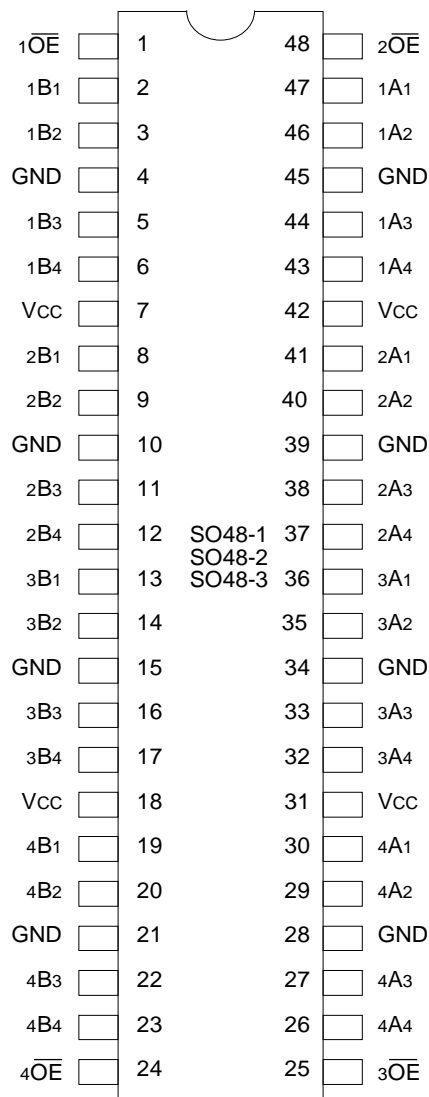 1O̅E̅ 1 48 2O̅E̅
1B1 2 47 1A1
1B2 3 46 1A2
GND 4 45 GND
1B3 5 44 1A3
1B4 6 43 1A4
VCC 7 42 VCC
2B1 8 41 2A1
2B2 9 40 2A2
GND 10 39 GND
2B3 11 38 2A3
2B4 12 SO48-1 37 2A4
SO48-2
3B1 13 SO48-3 36 3A1
3B2 14 35 3A2
GND 15 34 GND
3B3 16 33 3A3
3B4 17 32 3A4
VCC 18 31 VCC
4B1 19 30 4A1
4B2 20 29 4A2
GND 21 28 GND
4B3 22 27 4A3
4B4 23 26 4A4
4O̅E̅ 24 25 3O̅E̅